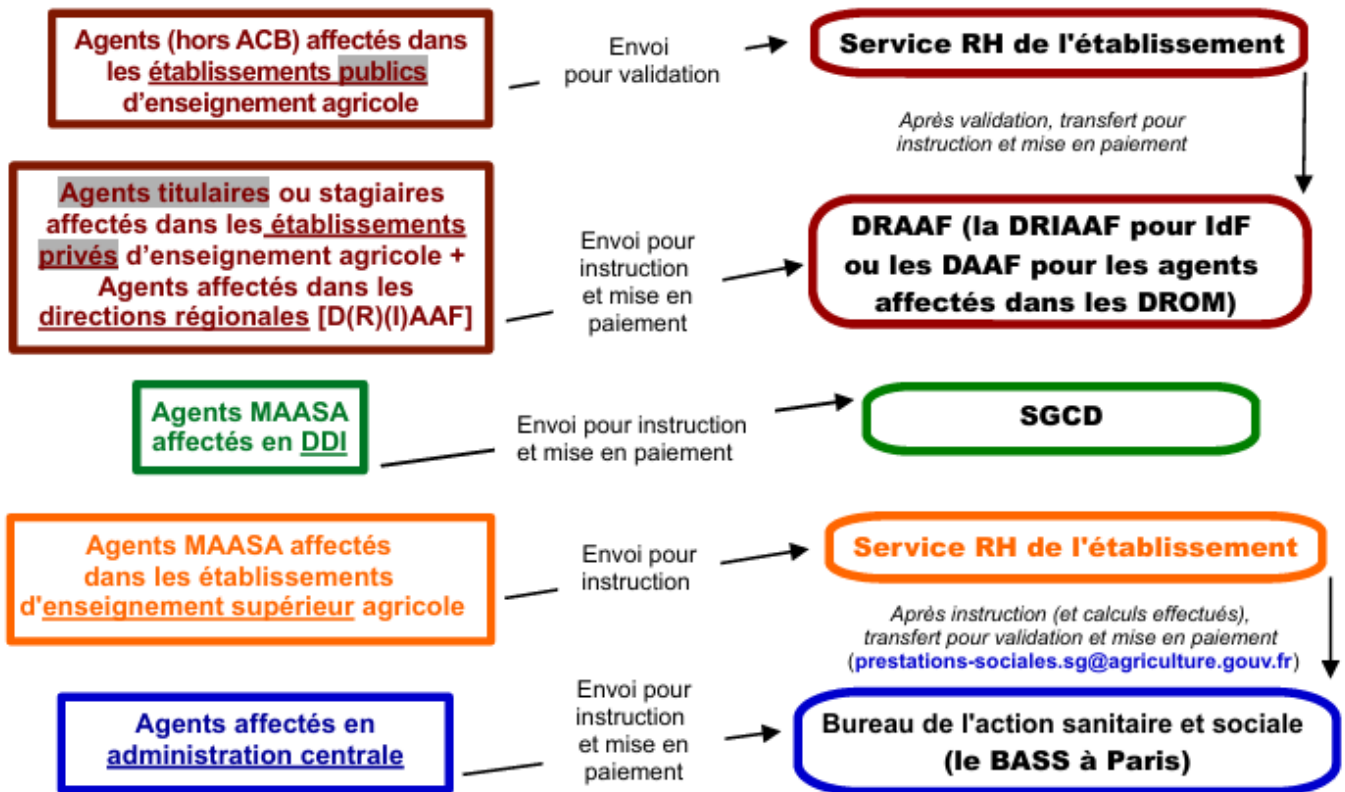 Agents (hors ACB) affectés dans
les établissements publics
d'enseignement agricole
Envoi
pour validation
Service RH de l'établissement
Après validation, transfert pour
instruction et mise en paiement
Agents titulaires ou stagiaires
affectés dans les établissements
privés d'enseignement agricole +
Agents affectés dans les
directions régionales [D(R)(I)AAF]
Envoi pour
instruction
et mise en
paiement
DRAAF (la DRIAAF pour IdF
ou les DAAF pour les agents
affectés dans les DROM)
Agents MAASA
affectés en DDI
Envoi pour instruction
et mise en paiement
SGCD
Agents MAASA affectés
dans les établissements
d'enseignement supérieur agricole
Envoi pour
instruction
Service RH de l'établissement
Après instruction (et calculs effectués),
transfert pour validation et mise en paiement
(prestations-sociales.sg@agriculture.gouv.fr)
Agents affectés en
administration centrale
Envoi pour
instruction
et mise en
paiement
Bureau de l'action sanitaire et sociale
(le BASS à Paris)